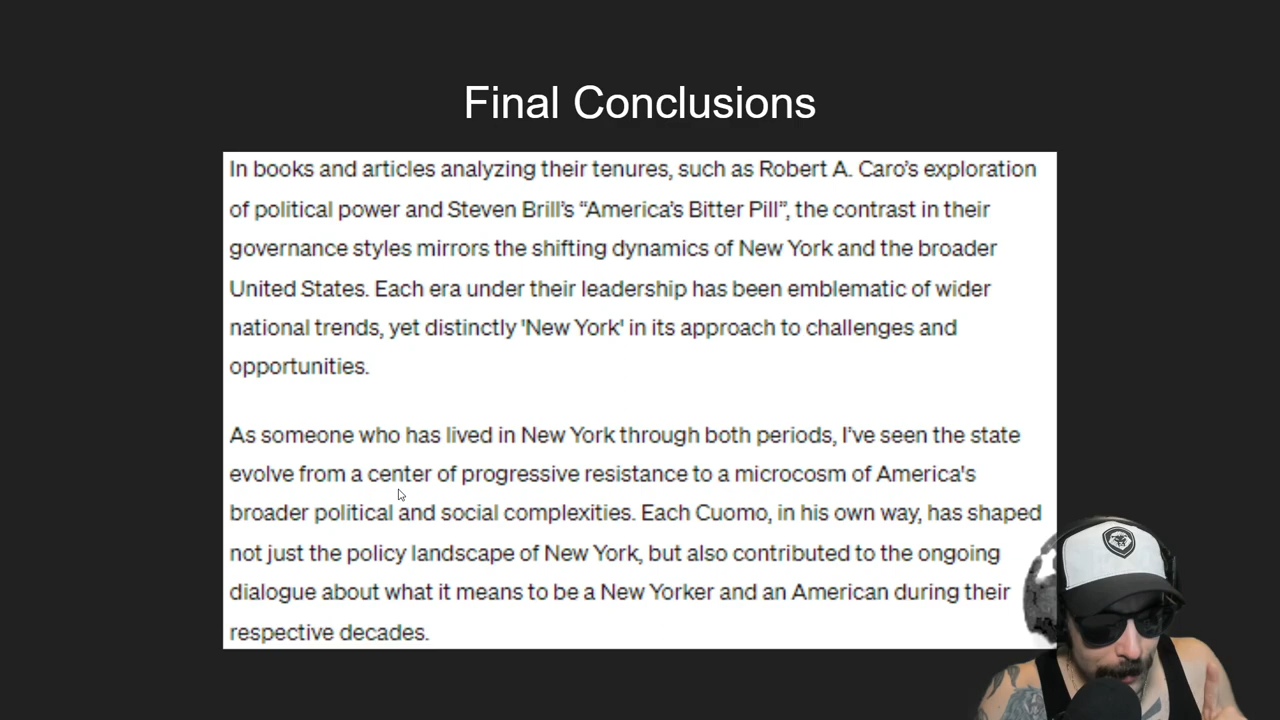 Final Conclusions
In books and articles analyzing their tenures, such as Robert A. Caro’s exploration
of political power and Steven Brill’s “America’s Bitter Pill”, the contrast in their
governance styles mirrors the shifting dynamics of New York and the broader
United States. Each era under their leadership has been emblematic of wider
national trends, yet distinctly 'New York' in its approach to challenges and
opportunities.
As someone who has lived in New York through both periods, I’ve seen the state
evolve from a center of progressive resistance to a microcosm of America's
broader political and social complexities. Each Cuomo, in his own way, has shaped
not just the policy landscape of New York, but also contributed to the ongoing
dialogue about what it means to be a New Yorker and an American during their
respective decades.